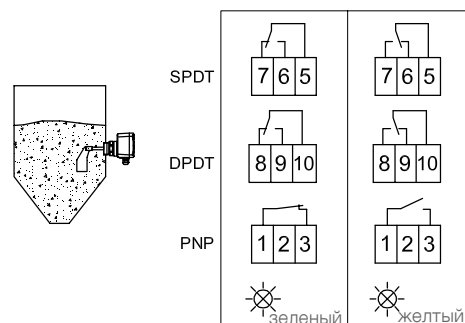 SPDT 7 6 5 7 6 5
DPDT 8 9 10 8 9 10
PNP 1 2 3 1 2 3
зеленый желтый